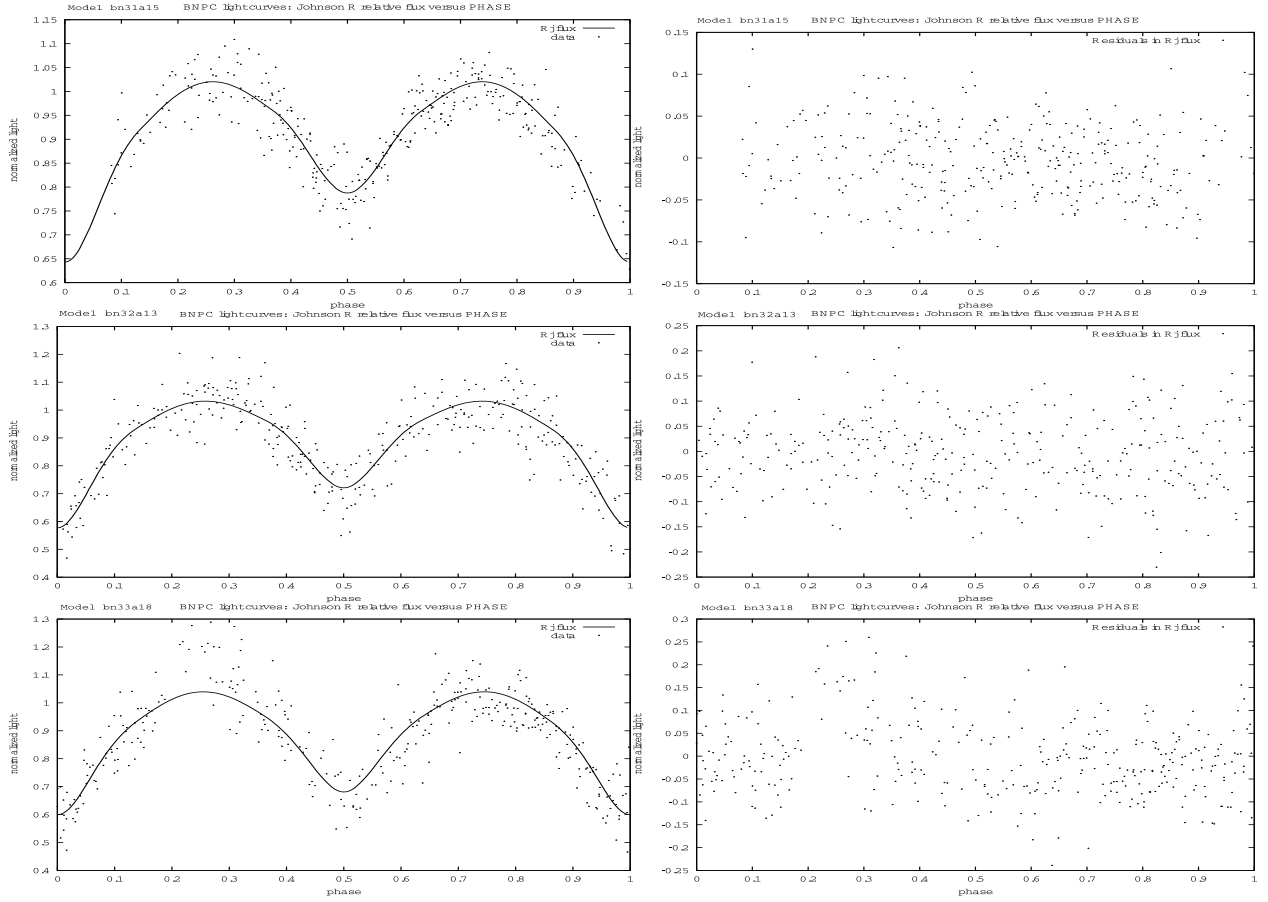 Model bn31a15 BNPC lightcurves: Johnson R relative flux versus PHASE
Rjflux
data
normalized light
1.15
1.1
1.05
1
0.95
0.9
0.85
0.8
0.75
0.7
0.65
0.6
0 0.1 0.2 0.3 0.4 0.5 0.6 0.7 0.8 0.9 1
phase
Model bn31a15 BNPC lightcurves: Johnson R relative flux versus PHASE
Residuals in Rjflux
normalized light
0.15
0.1
0.05
0
-0.05
-0.1
-0.15
0 0.1 0.2 0.3 0.4 0.5 0.6 0.7 0.8 0.9 1
phase
Model bn32a13 BNPC lightcurves: Johnson R relative flux versus PHASE
Rjflux
data
normalized light
1.3
1.2
1.1
1
0.9
0.8
0.7
0.6
0.5
0.4
0 0.1 0.2 0.3 0.4 0.5 0.6 0.7 0.8 0.9 1
phase
Model bn32a13 BNPC lightcurves: Johnson R relative flux versus PHASE
Residuals in Rjflux
normalized light
0.25
0.2
0.15
0.1
0.05
0
-0.05
-0.1
-0.15
-0.2
-0.25
0 0.1 0.2 0.3 0.4 0.5 0.6 0.7 0.8 0.9 1
phase
Model bn33a18 BNPC lightcurves: Johnson R relative flux versus PHASE
Rjflux
data
normalized light
1.3
1.2
1.1
1
0.9
0.8
0.7
0.6
0.5
0.4
0 0.1 0.2 0.3 0.4 0.5 0.6 0.7 0.8 0.9 1
phase
Model bn33a18 BNPC lightcurves: Johnson R relative flux versus PHASE
Residuals in Rjflux
normalized light
0.3
0.25
0.2
0.15
0.1
0.05
0
-0.05
-0.1
-0.15
-0.2
-0.25
0 0.1 0.2 0.3 0.4 0.5 0.6 0.7 0.8 0.9 1
phase